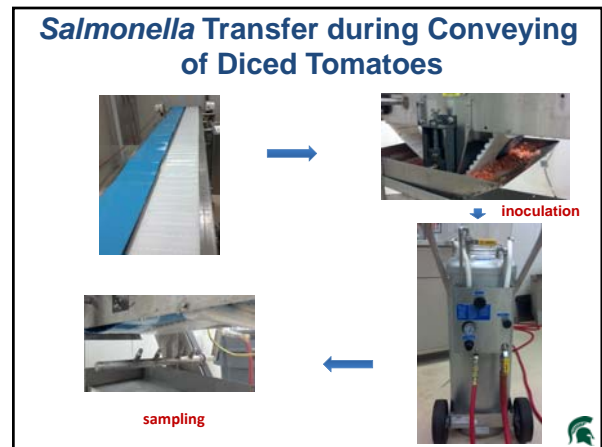 Salmonella Transfer during Conveying
of Diced Tomatoes
inoculation
sampling